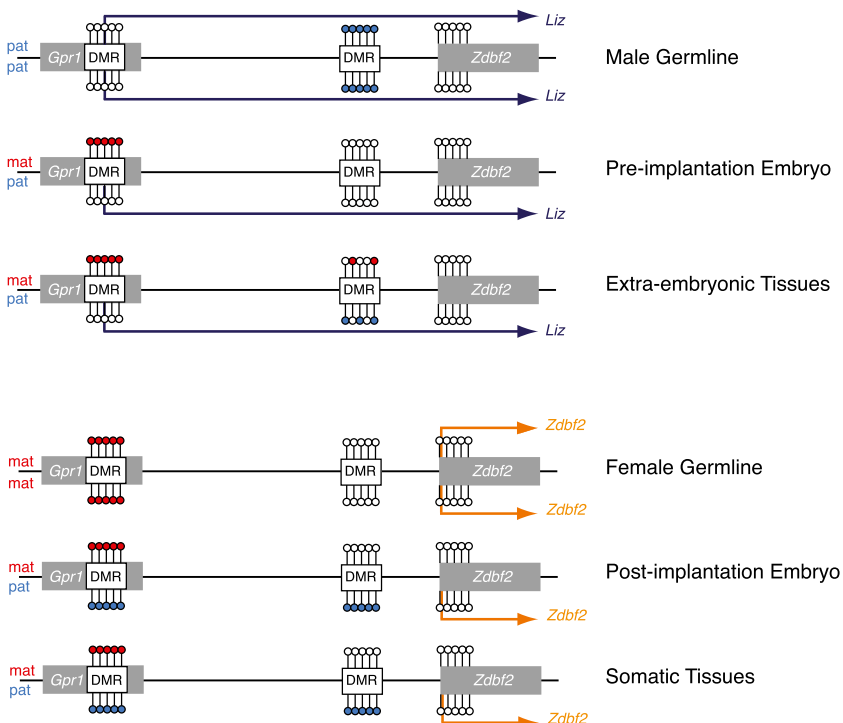 Liz
pat
pat
Gpr1 DMR DMR Zdbf2 Male Germline
Liz
mat
pat
Gpr1 DMR DMR Zdbf2 Pre-implantation Embryo
Liz
mat
pat
Gpr1 DMR DMR Zdbf2 Extra-embryonic Tissues
Liz
Zdbf2
mat
mat
Gpr1 DMR DMR Zdbf2 Female Germline
Zdbf2
mat
pat
Gpr1 DMR DMR Zdbf2 Post-implantation Embryo
Zdbf2
mat
pat
Gpr1 DMR DMR Zdbf2 Somatic Tissues
Zdbf2